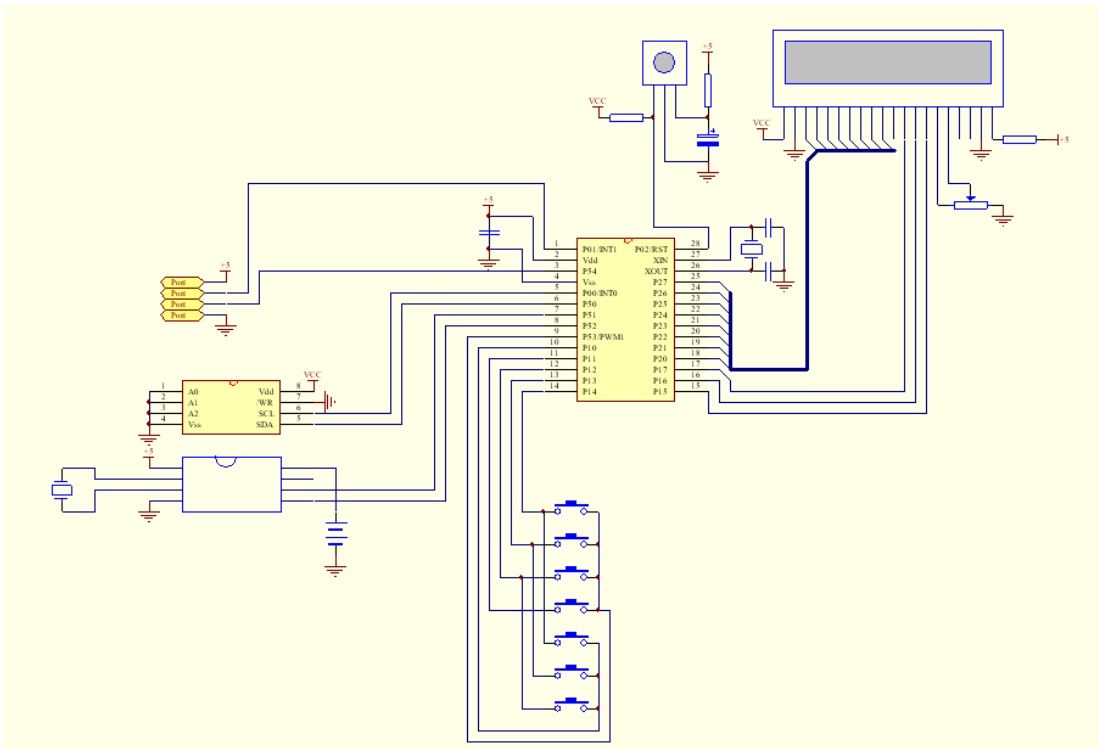 +5
VCC
VCC
+5
+5
1 P01/INT1 P02/RST 28
2 Vdd XIN 27
3 P54 XOUT 26
4 Vss P27 25
5 P00/INT0 P26 24
6 P50 P25 23
7 P51 P24 22
8 P52 P23 21
9 P53/PWM1 P22 20
10 P10 P21 19
11 P11 P20 18
12 P12 P17 17
13 P13 P16 16
14 P14 P15 15
+5
Port
Port
Port
Port
VCC
1 A0 Vdd 8
2 A1 /WR 7
3 A2 SCL 6
4 Vss SDA 5
+5